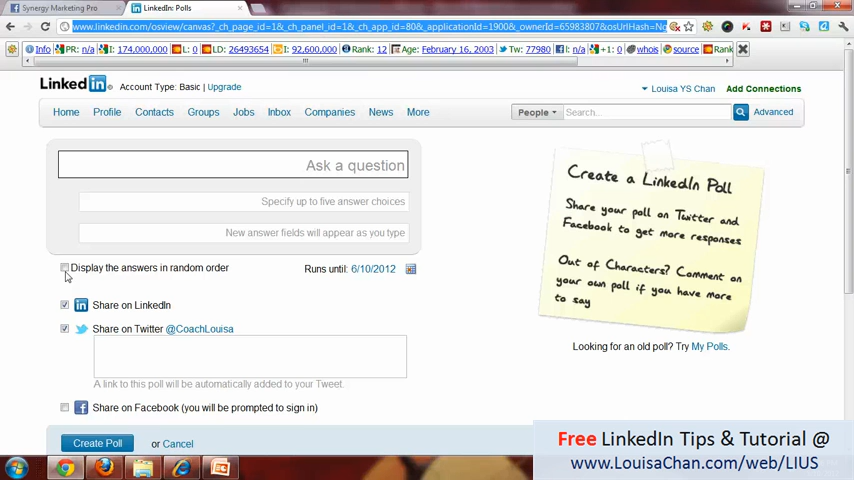 Synergy Marketing Pro
LinkedIn: Polls
www.linkedin.com/osview/canvas?_ch_page_id=1&_ch_panel_id=1&_ch_app_id=80&_applicationId=1900&_ownerId=65983807&osUrlHash=No
Info PR: n/a I: 174,000,000 L: 0 LD: 26493654 I: 92,600,000 Rank: 12 Age: February 16, 2003 Tw: 77980 l: n/a +1: 0 whois source Rank
Linked in Account Type: Basic | Upgrade
Louisa YS Chan Add Connections
Home Profile Contacts Groups Jobs Inbox Companies News More People Search... Advanced
Ask a question
Specify up to five answer choices
New answer fields will appear as you type
Display the answers in random order Runs until: 6/10/2012
Share on LinkedIn
Share on Twitter @CoachLouisa
A link to this poll will be automatically added to your Tweet.
Share on Facebook (you will be prompted to sign in)
Create Poll or Cancel
Create a LinkedIn Poll
Share your poll on Twitter and
Facebook to get more responses
Out of Characters? Comment on
your own poll if you have more
to say
Looking for an old poll? Try My Polls.
Free LinkedIn Tips & Tutorial @
www.LouisaChan.com/web/LIUS